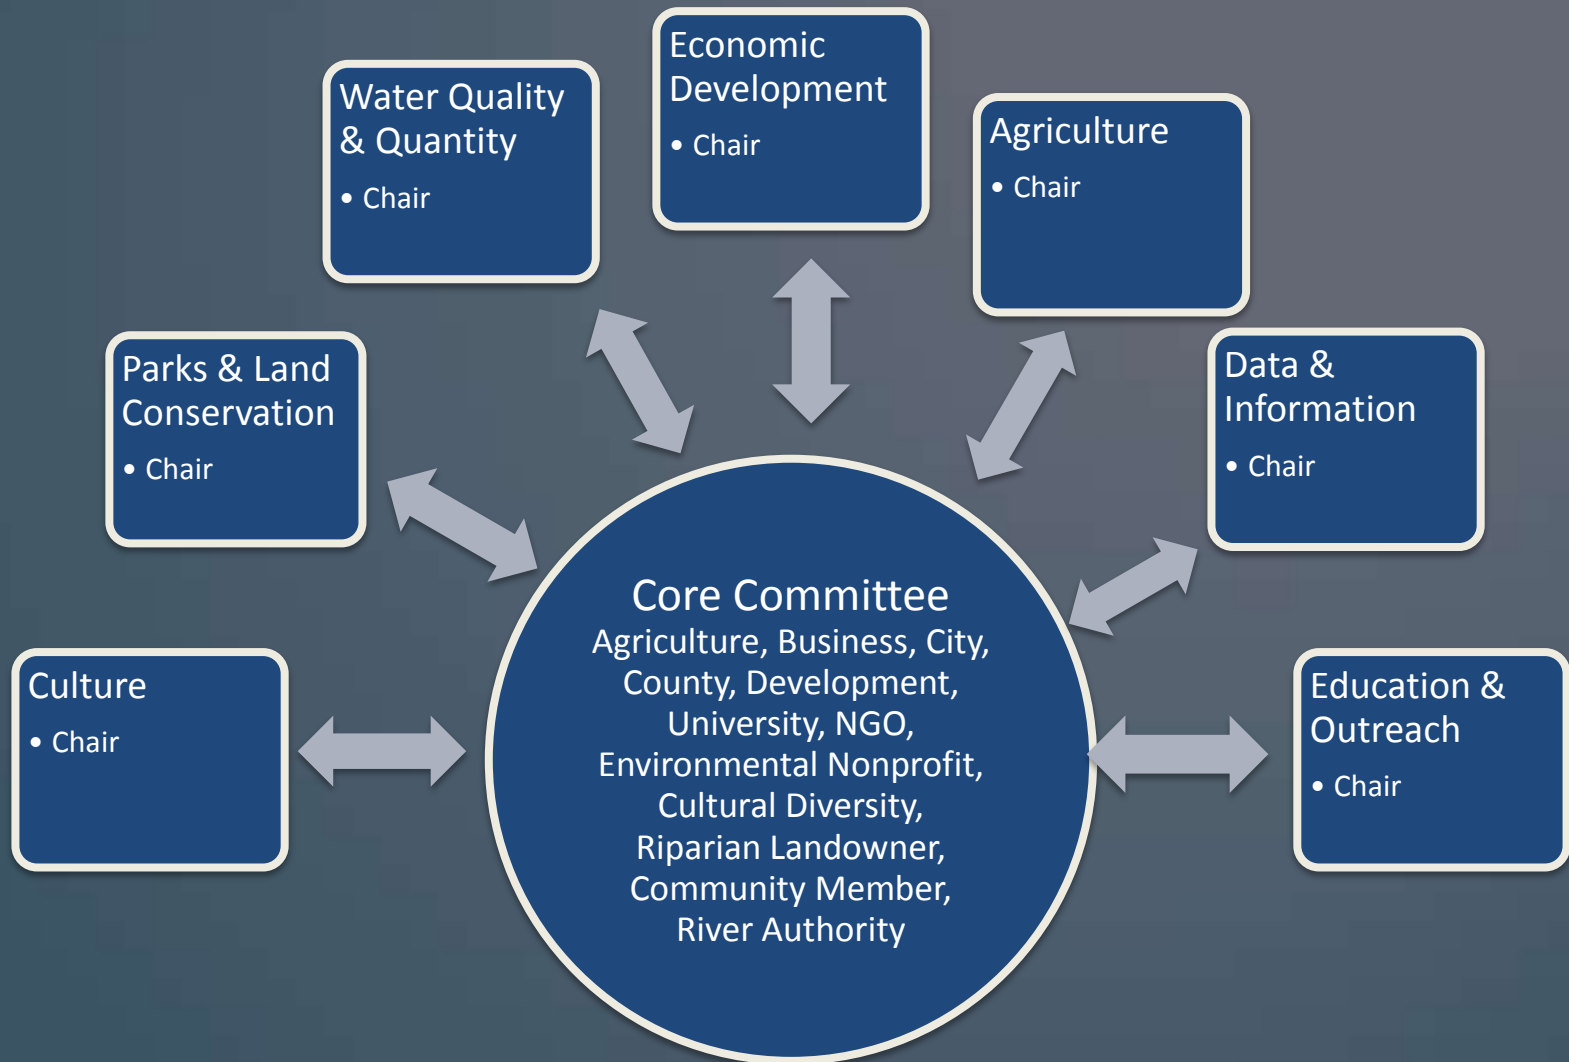 Economic
Development
• Chair
Water Quality
& Quantity
• Chair
Agriculture
• Chair
Parks & Land
Conservation
• Chair
Data &
Information
• Chair
Culture
• Chair
Core Committee
Agriculture, Business, City,
County, Development,
University, NGO,
Environmental Nonprofit,
Cultural Diversity,
Riparian Landowner,
Community Member,
River Authority
Education &
Outreach
• Chair